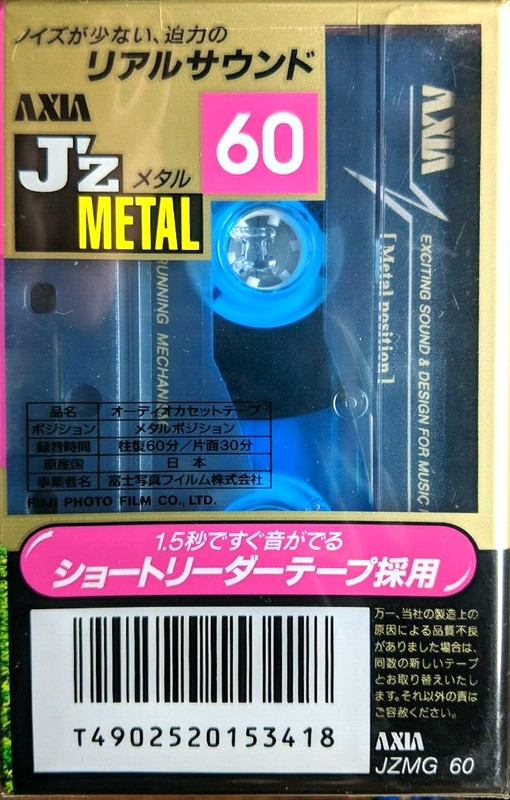 ノイズが少ない、迫力の
リアルサウンド
AXIA
J'z
メタル
METAL
60
AXIA
EXCITING SOUND & DESIGN FOR MUSIC
[Metal position]
RUNNING MECHANI
品名 オーディオカセットテープ
ポジション メタルポジション
録音時間 往復60分/片面30分
原産国 日本
事業者名 富士写真フイルム株式会社
FUJI PHOTO FILM CO., LTD.
1.5秒ですぐ音がでる
ショートリーダーテープ採用
万一、当社の製造上の
原因による品質不良
がありました場合は、
同数の新しいテープ
とお取り替えいたし
ます。それ以外の責は
ご容赦ください。
T4902520153418
AXIA
JZMG 60